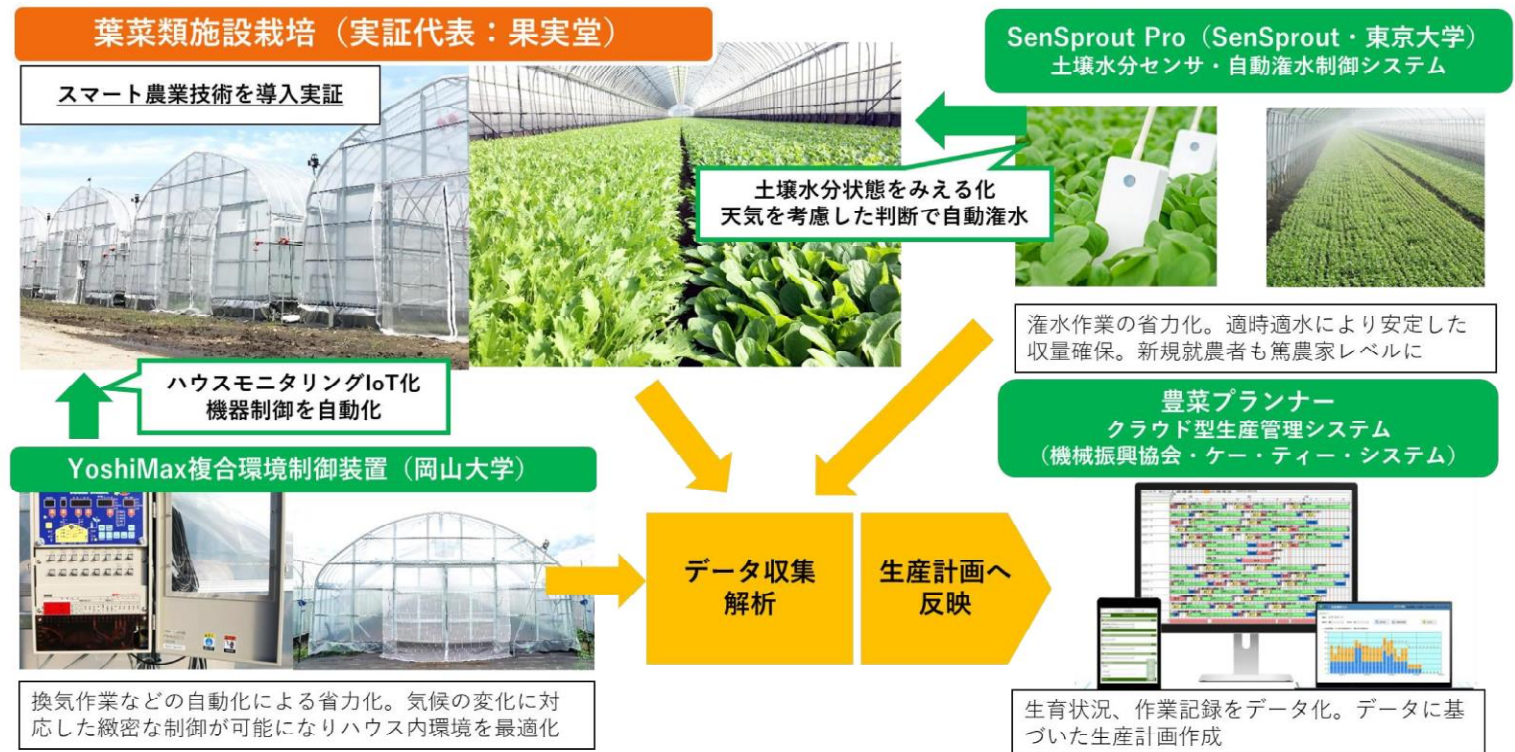 葉菜類施設栽培（実証代表：果実堂）
スマート農業技術を導入実証
SenSprout Pro（SenSprout・東京大学）
土壌水分センサ・自動潅水制御システム
土壌水分状態をみえる化
天気を考慮した判断で自動潅水
潅水作業の省力化。適時適水により安定した
収量確保。新規就農者も篤農家レベルに
ハウスモニタリングIoT化
機器制御を自動化
YoshiMax複合環境制御装置（岡山大学）
豊菜プランナー
クラウド型生産管理システム
（機械振興協会・ケー・ティー・システム）
データ収集
解析
生産計画へ
反映
換気作業などの自動化による省力化。気候の変化に対
応した緻密な制御が可能になりハウス内環境を最適化
生育状況、作業記録をデータ化。データに基
づいた生産計画作成